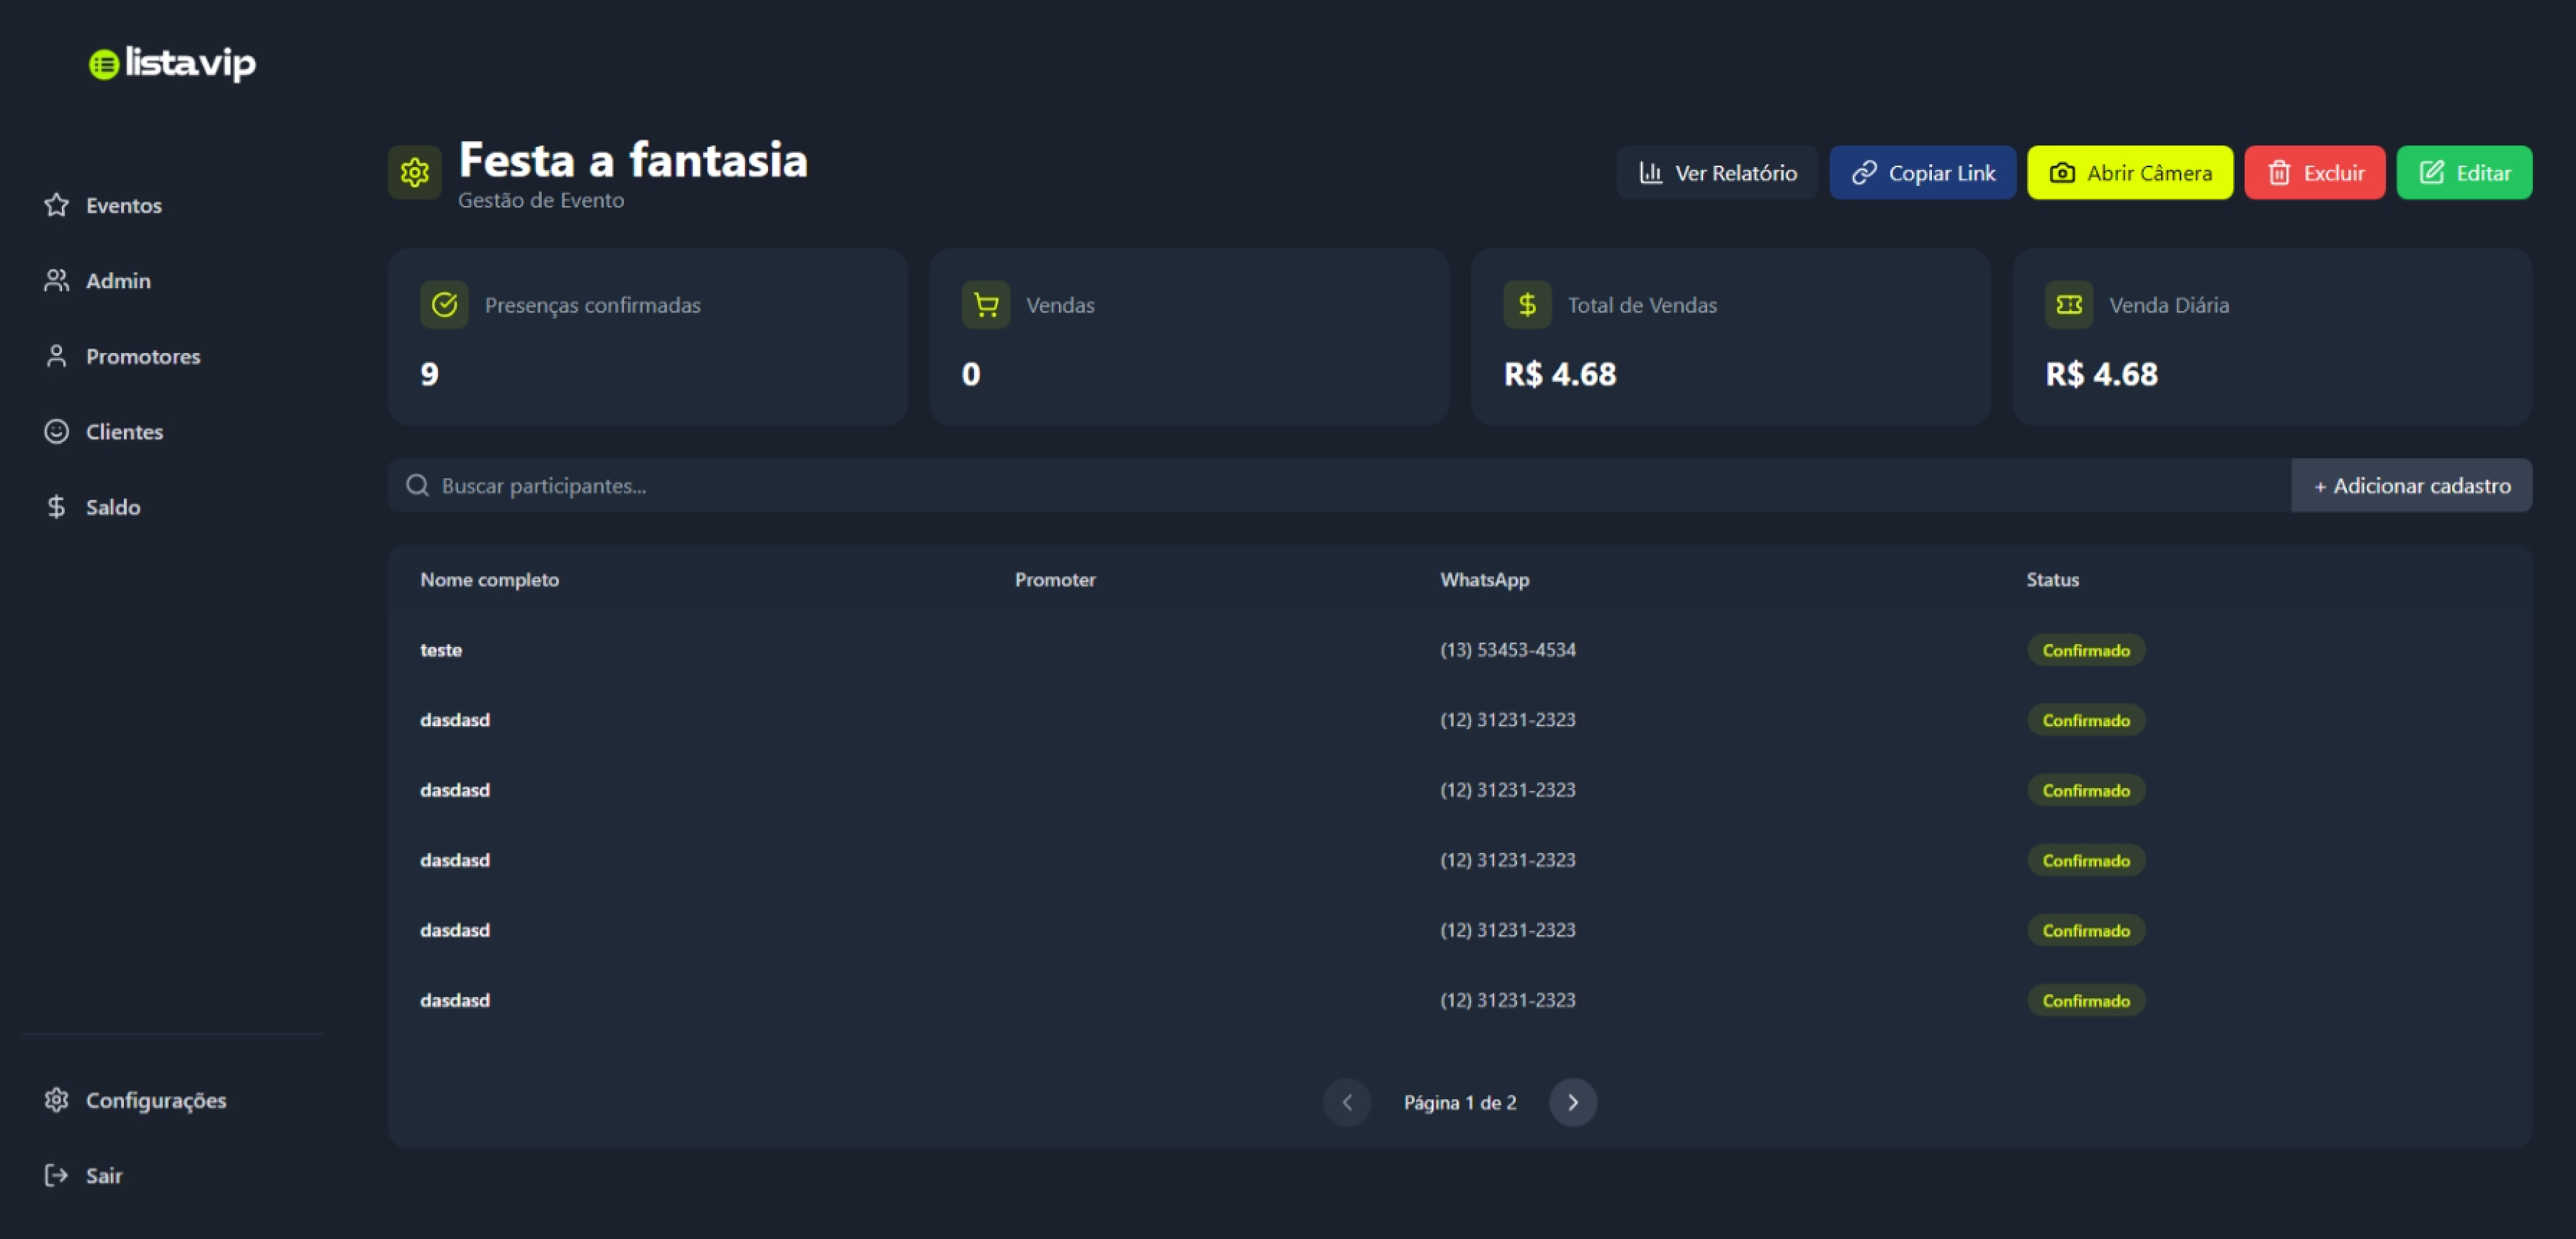 listavip
Eventos
Admin
Promotores
Clientes
Saldo
Configurações
Sair
Festa a fantasia
Gestão de Evento
Ver Relatório
Copiar Link
Abrir Câmera
Excluir
Editar
Presenças confirmadas
9
Vendas
0
Total de Vendas
R$ 4.68
Venda Diária
R$ 4.68
Buscar participantes...
+ Adicionar cadastro
Nome completo Promoter WhatsApp Status
teste (13) 53453-4534 Confirmado
dasdasd (12) 31231-2323 Confirmado
dasdasd (12) 31231-2323 Confirmado
dasdasd (12) 31231-2323 Confirmado
dasdasd (12) 31231-2323 Confirmado
dasdasd (12) 31231-2323 Confirmado
Página 1 de 2